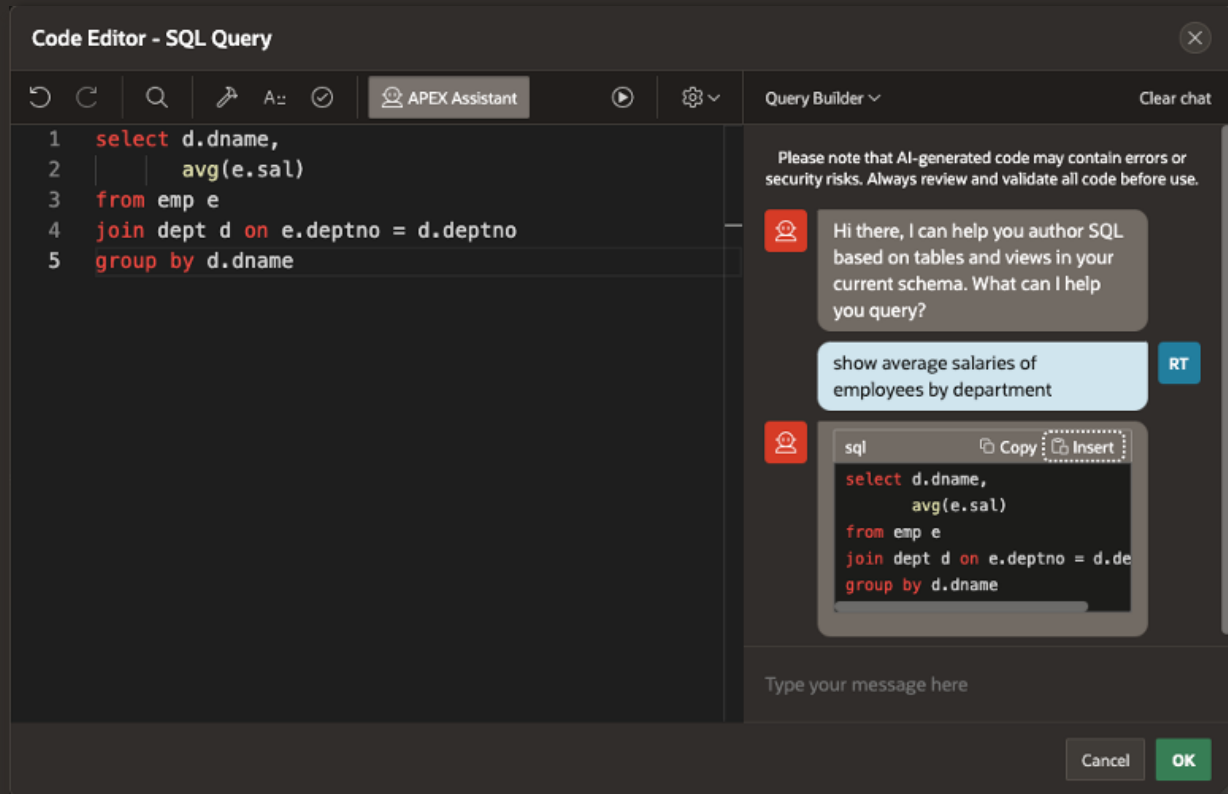 Code Editor - SQL Query
A::
APEX Assistant
Query Builder
Clear chat
1 select d.dname,
2 avg(e.sal)
3 from emp e
4 join dept d on e.deptno = d.deptno
5 group by d.dname
Please note that AI-generated code may contain errors or
security risks. Always review and validate all code before use.
Hi there, I can help you author SQL
based on tables and views in your
current schema. What can I help
you query?
show average salaries of
employees by department
RT
sql
Copy
Insert
select d.dname,
avg(e.sal)
from emp e
join dept d on e.deptno = d.de
group by d.dname
Type your message here
Cancel
OK